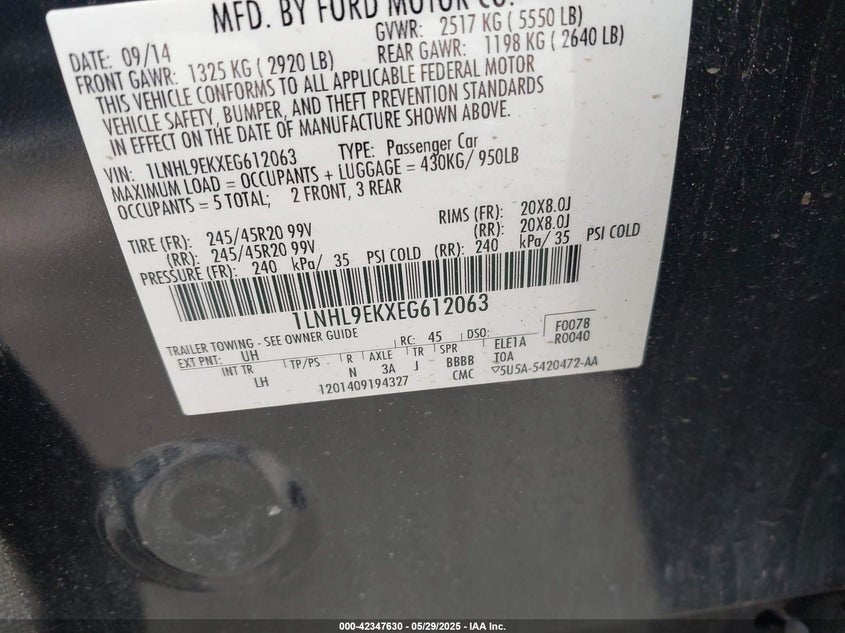 MFD. BY FORD MOTOR CO.
DATE: 09/14 GVWR: 2517 KG ( 5550 LB)
FRONT GAWR: 1325 KG ( 2920 LB) REAR GAWR: 1198 KG ( 2640 LB)
THIS VEHICLE CONFORMS TO ALL APPLICABLE FEDERAL MOTOR
VEHICLE SAFETY, BUMPER, AND THEFT PREVENTION STANDARDS
IN EFFECT ON THE DATE OF MANUFACTURE SHOWN ABOVE.
VIN: 1LNHL9EKXEG612063 TYPE: Passenger Car
MAXIMUM LOAD = OCCUPANTS + LUGGAGE = 430KG/ 950LB
OCCUPANTS = 5 TOTAL; 2 FRONT, 3 REAR
TIRE (FR): 245/45R20 99V RIMS (FR): 20X8.0J
(RR): 245/45R20 99V (RR): 20X8.0J
PRESSURE (FR): 240 kPa/ 35 PSI COLD (RR): 240 kPa/ 35 PSI COLD
1LNHL9EKXEG612063
TRAILER TOWING - SEE OWNER GUIDE RC: 45 DSO: F0078
EXT PNT: UH R0040
INT TR TP/PS R AXLE TR SPR ELE1A
LH N 3A J BBBB TOA
1201409194327 CMC 5U5A-5420472-AA
000-42347630 - 05/29/2025 - IAA Inc.